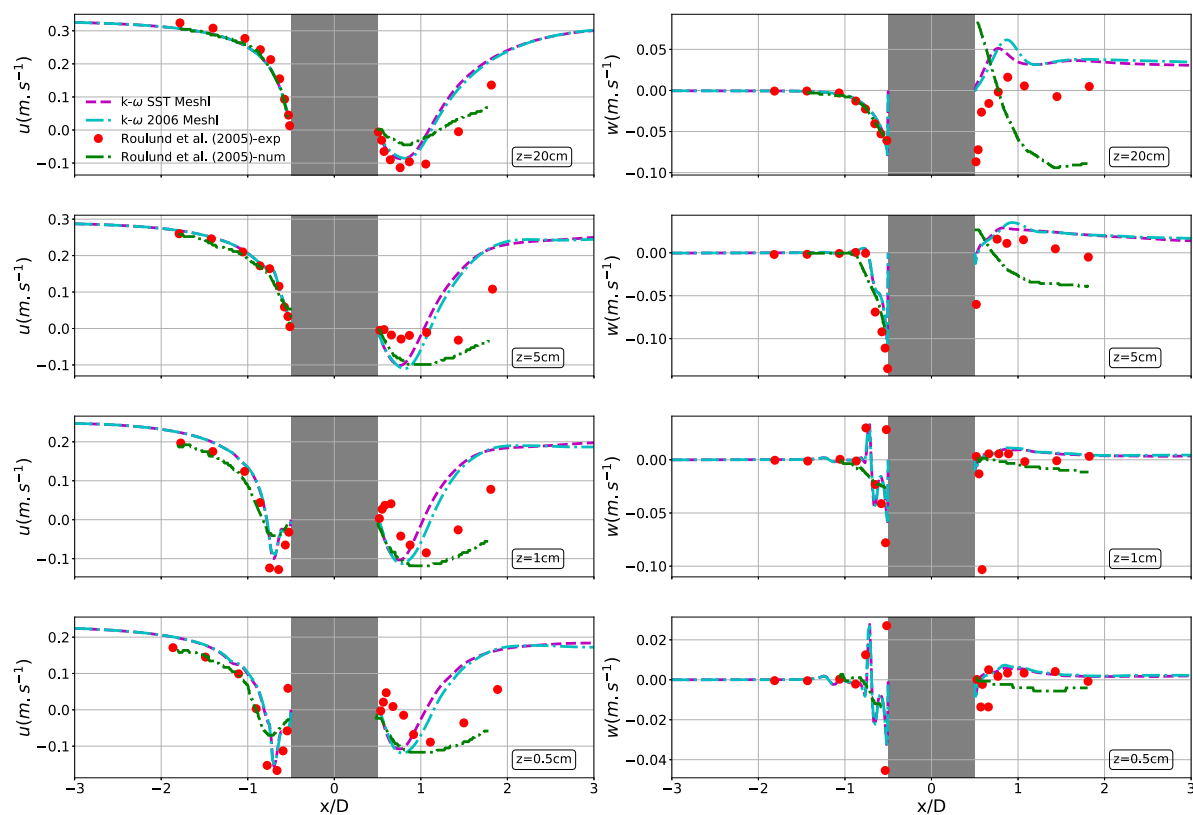 0.3
0.2
0.1
0.0
−0.1
u(m.s⁻¹)
k-ω SST MeshI
k-ω 2006 MeshI
Roulund et al. (2005)-exp
Roulund et al. (2005)-num
z=20cm
0.05
0.00
−0.05
−0.10
w(m.s⁻¹)
z=20cm
0.3
0.2
0.1
0.0
−0.1
u(m.s⁻¹)
z=5cm
0.00
−0.05
−0.10
w(m.s⁻¹)
z=5cm
0.2
0.1
0.0
−0.1
u(m.s⁻¹)
z=1cm
0.00
−0.05
−0.10
w(m.s⁻¹)
z=1cm
0.2
0.1
0.0
−0.1
u(m.s⁻¹)
z=0.5cm
−3 −2 −1 0 1 2 3
x/D
0.02
0.00
−0.02
−0.04
w(m.s⁻¹)
z=0.5cm
−3 −2 −1 0 1 2 3
x/D